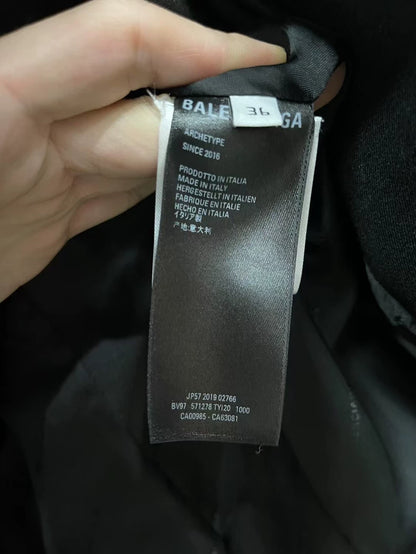 BALE GA
36
ARCHETYPE
SINCE 2016
PRODOTTO IN ITALIA
MADE IN ITALY
HERGESTELLT IN ITALIEN
FABRIQUE EN ITALIE
HECHO EN ITALIA
イタリア製
产地:意大利
JP57 2019 02766
BV97 571278 TYI20 1000
CA00985 - CA63081